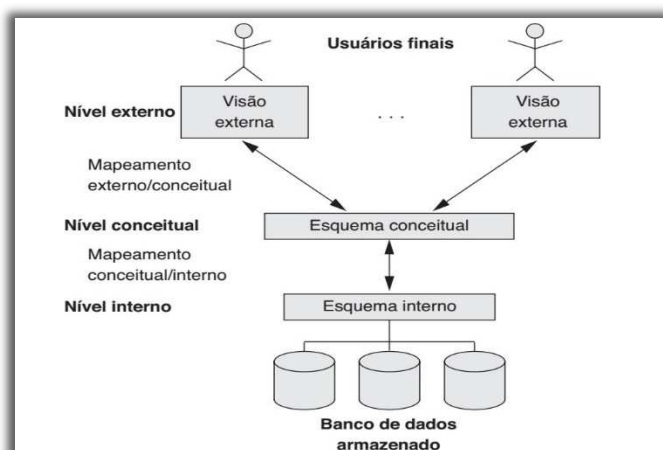 Usuários finais
Nível externo
Visão
externa
. . .
Visão
externa
Mapeamento
externo/conceitual
Nível conceitual
Esquema conceitual
Mapeamento
conceitual/interno
Nível interno
Esquema interno
Banco de dados
armazenado